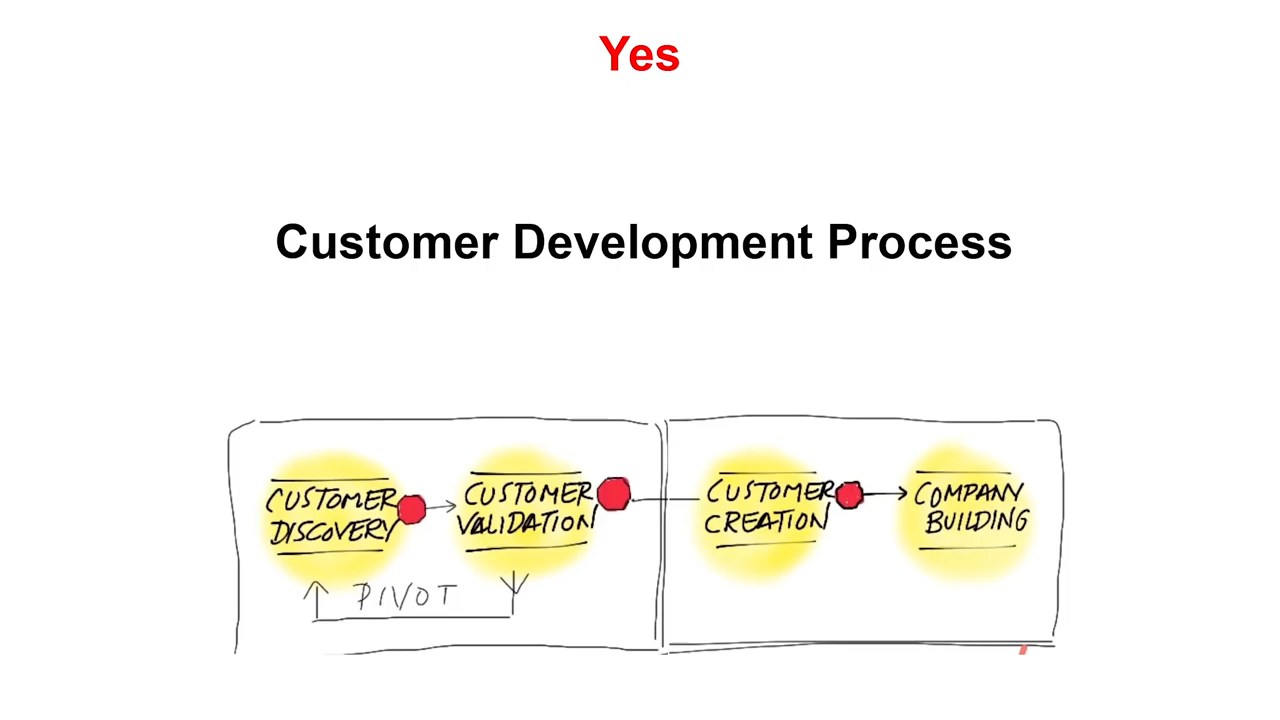 Yes
Customer Development Process
CUSTOMER
DISCOVERY
CUSTOMER
VALIDATION
CUSTOMER
CREATION
COMPANY
BUILDING
PIVOT